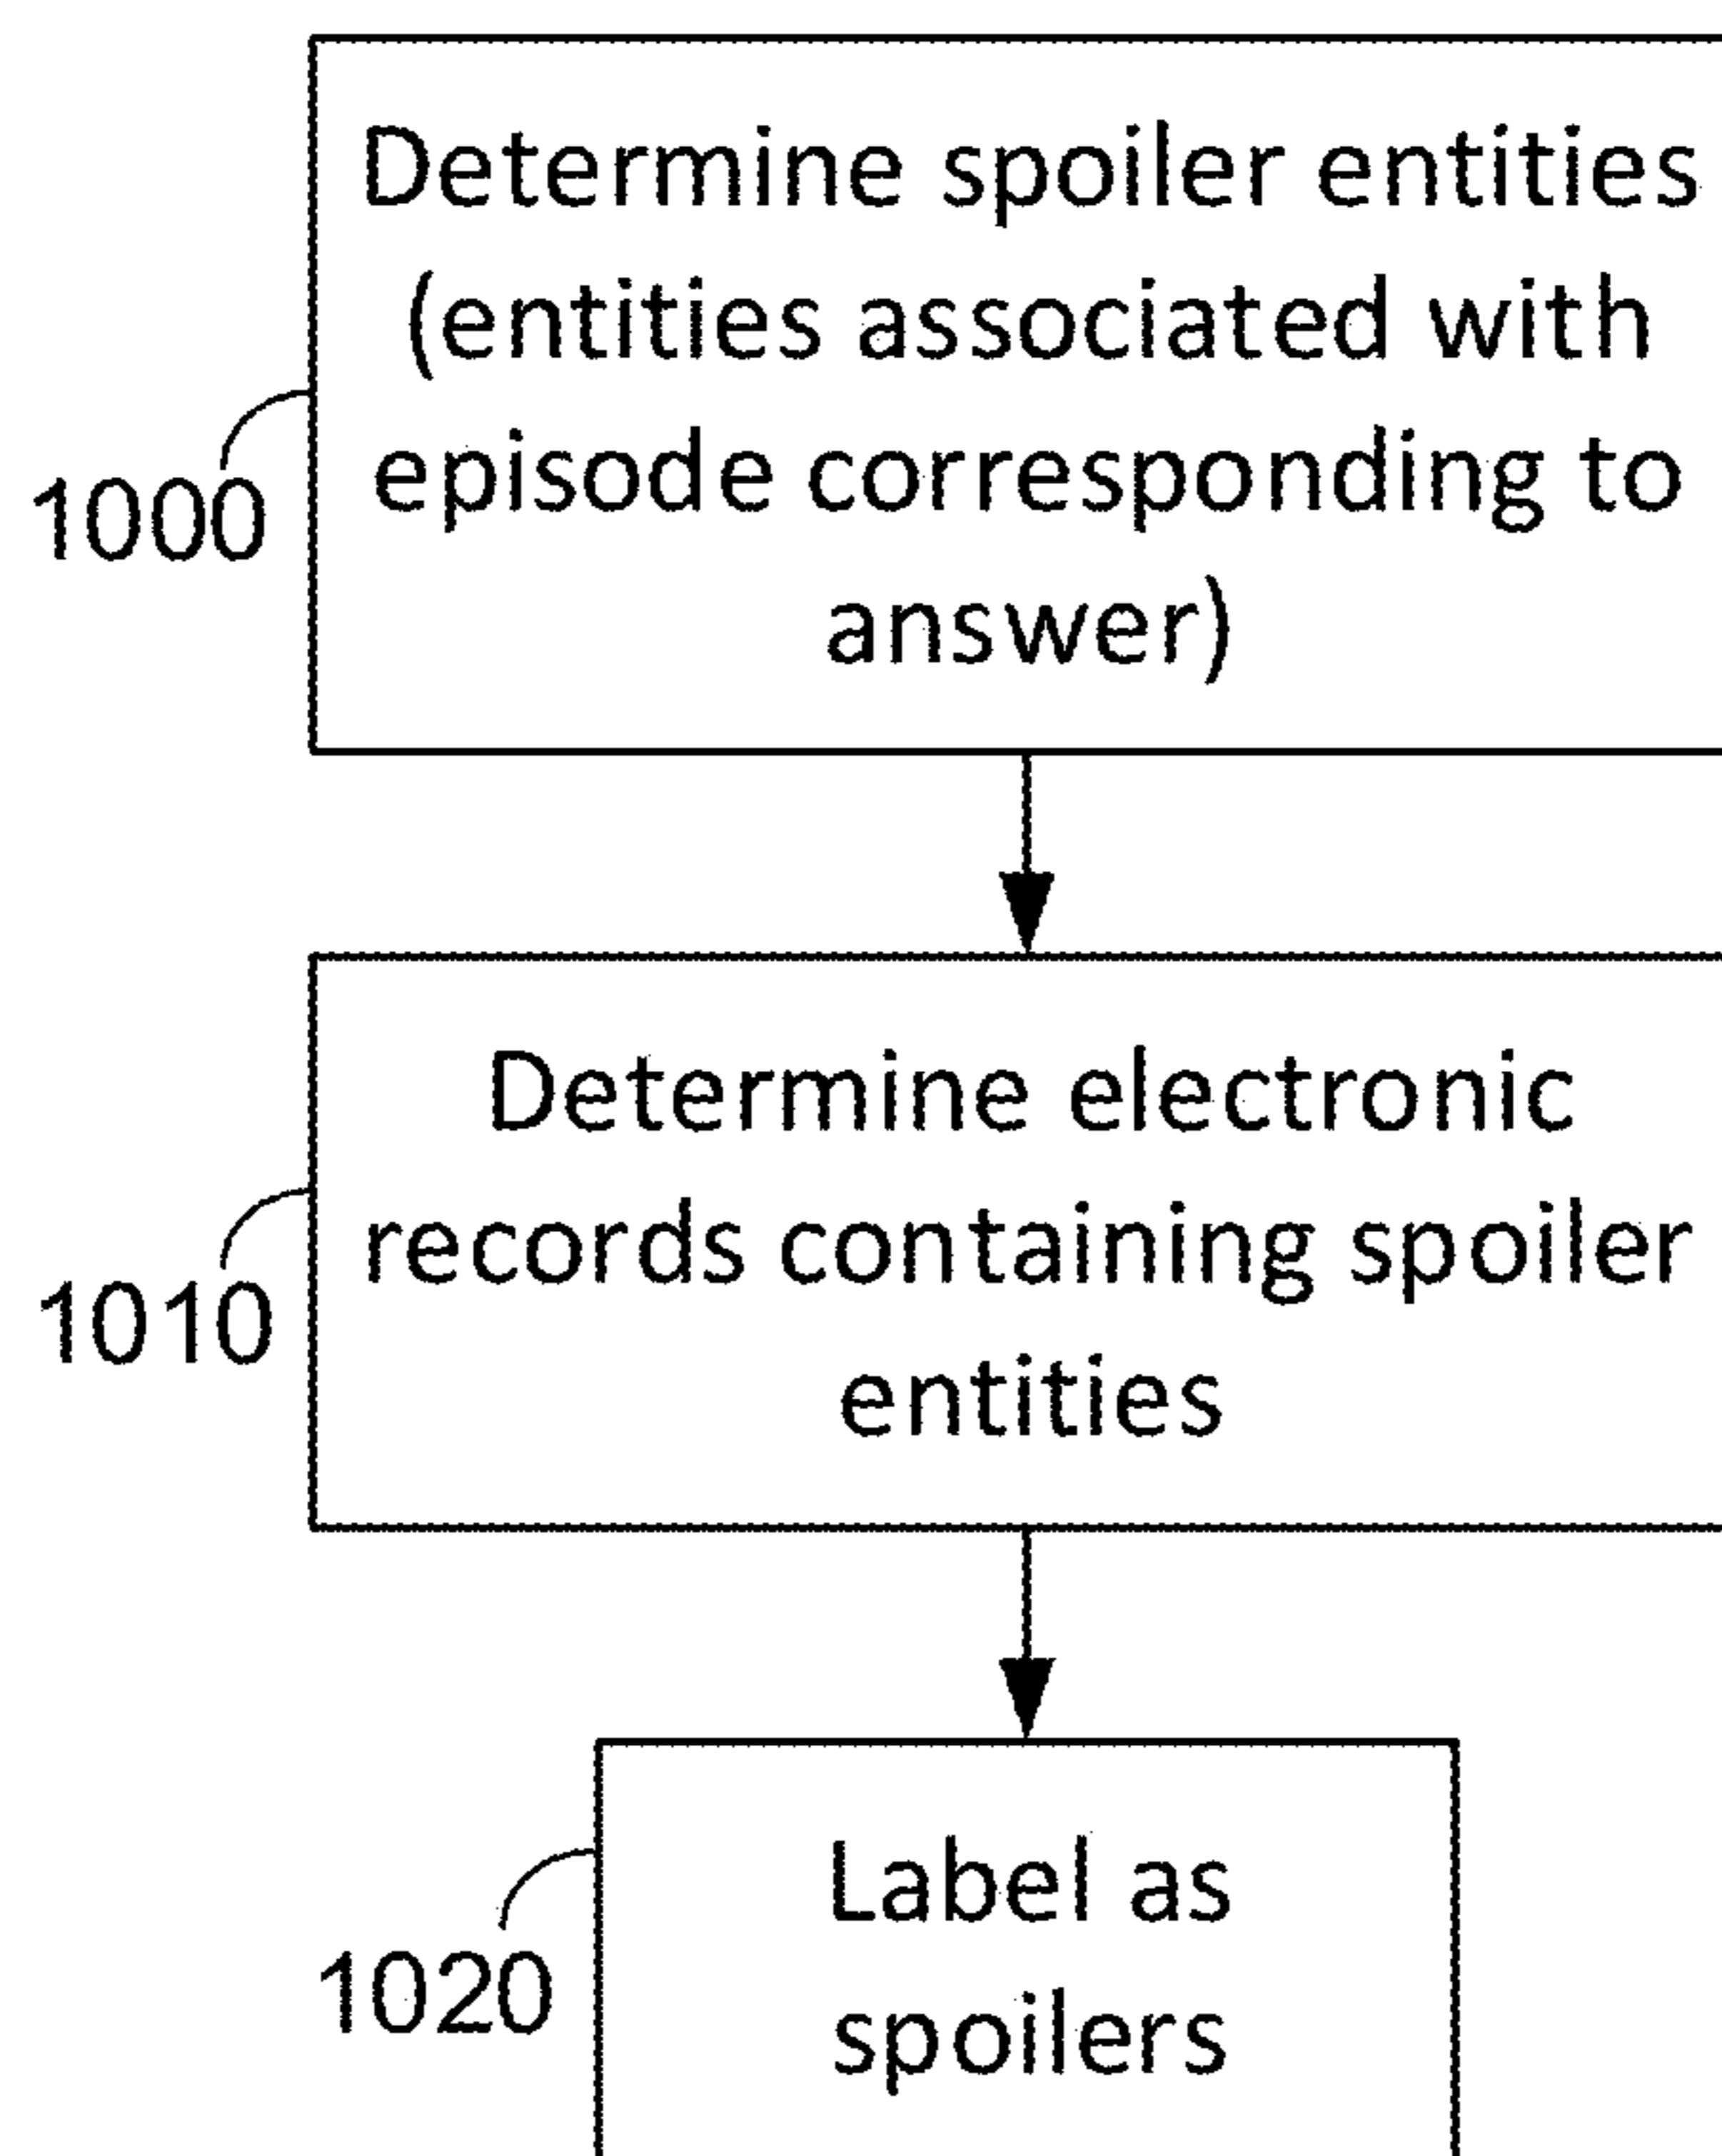 Determine spoiler entities
(entities associated with
episode corresponding to
answer)
1000
Determine electronic
records containing spoiler
entities
1010
Label as
spoilers
1020